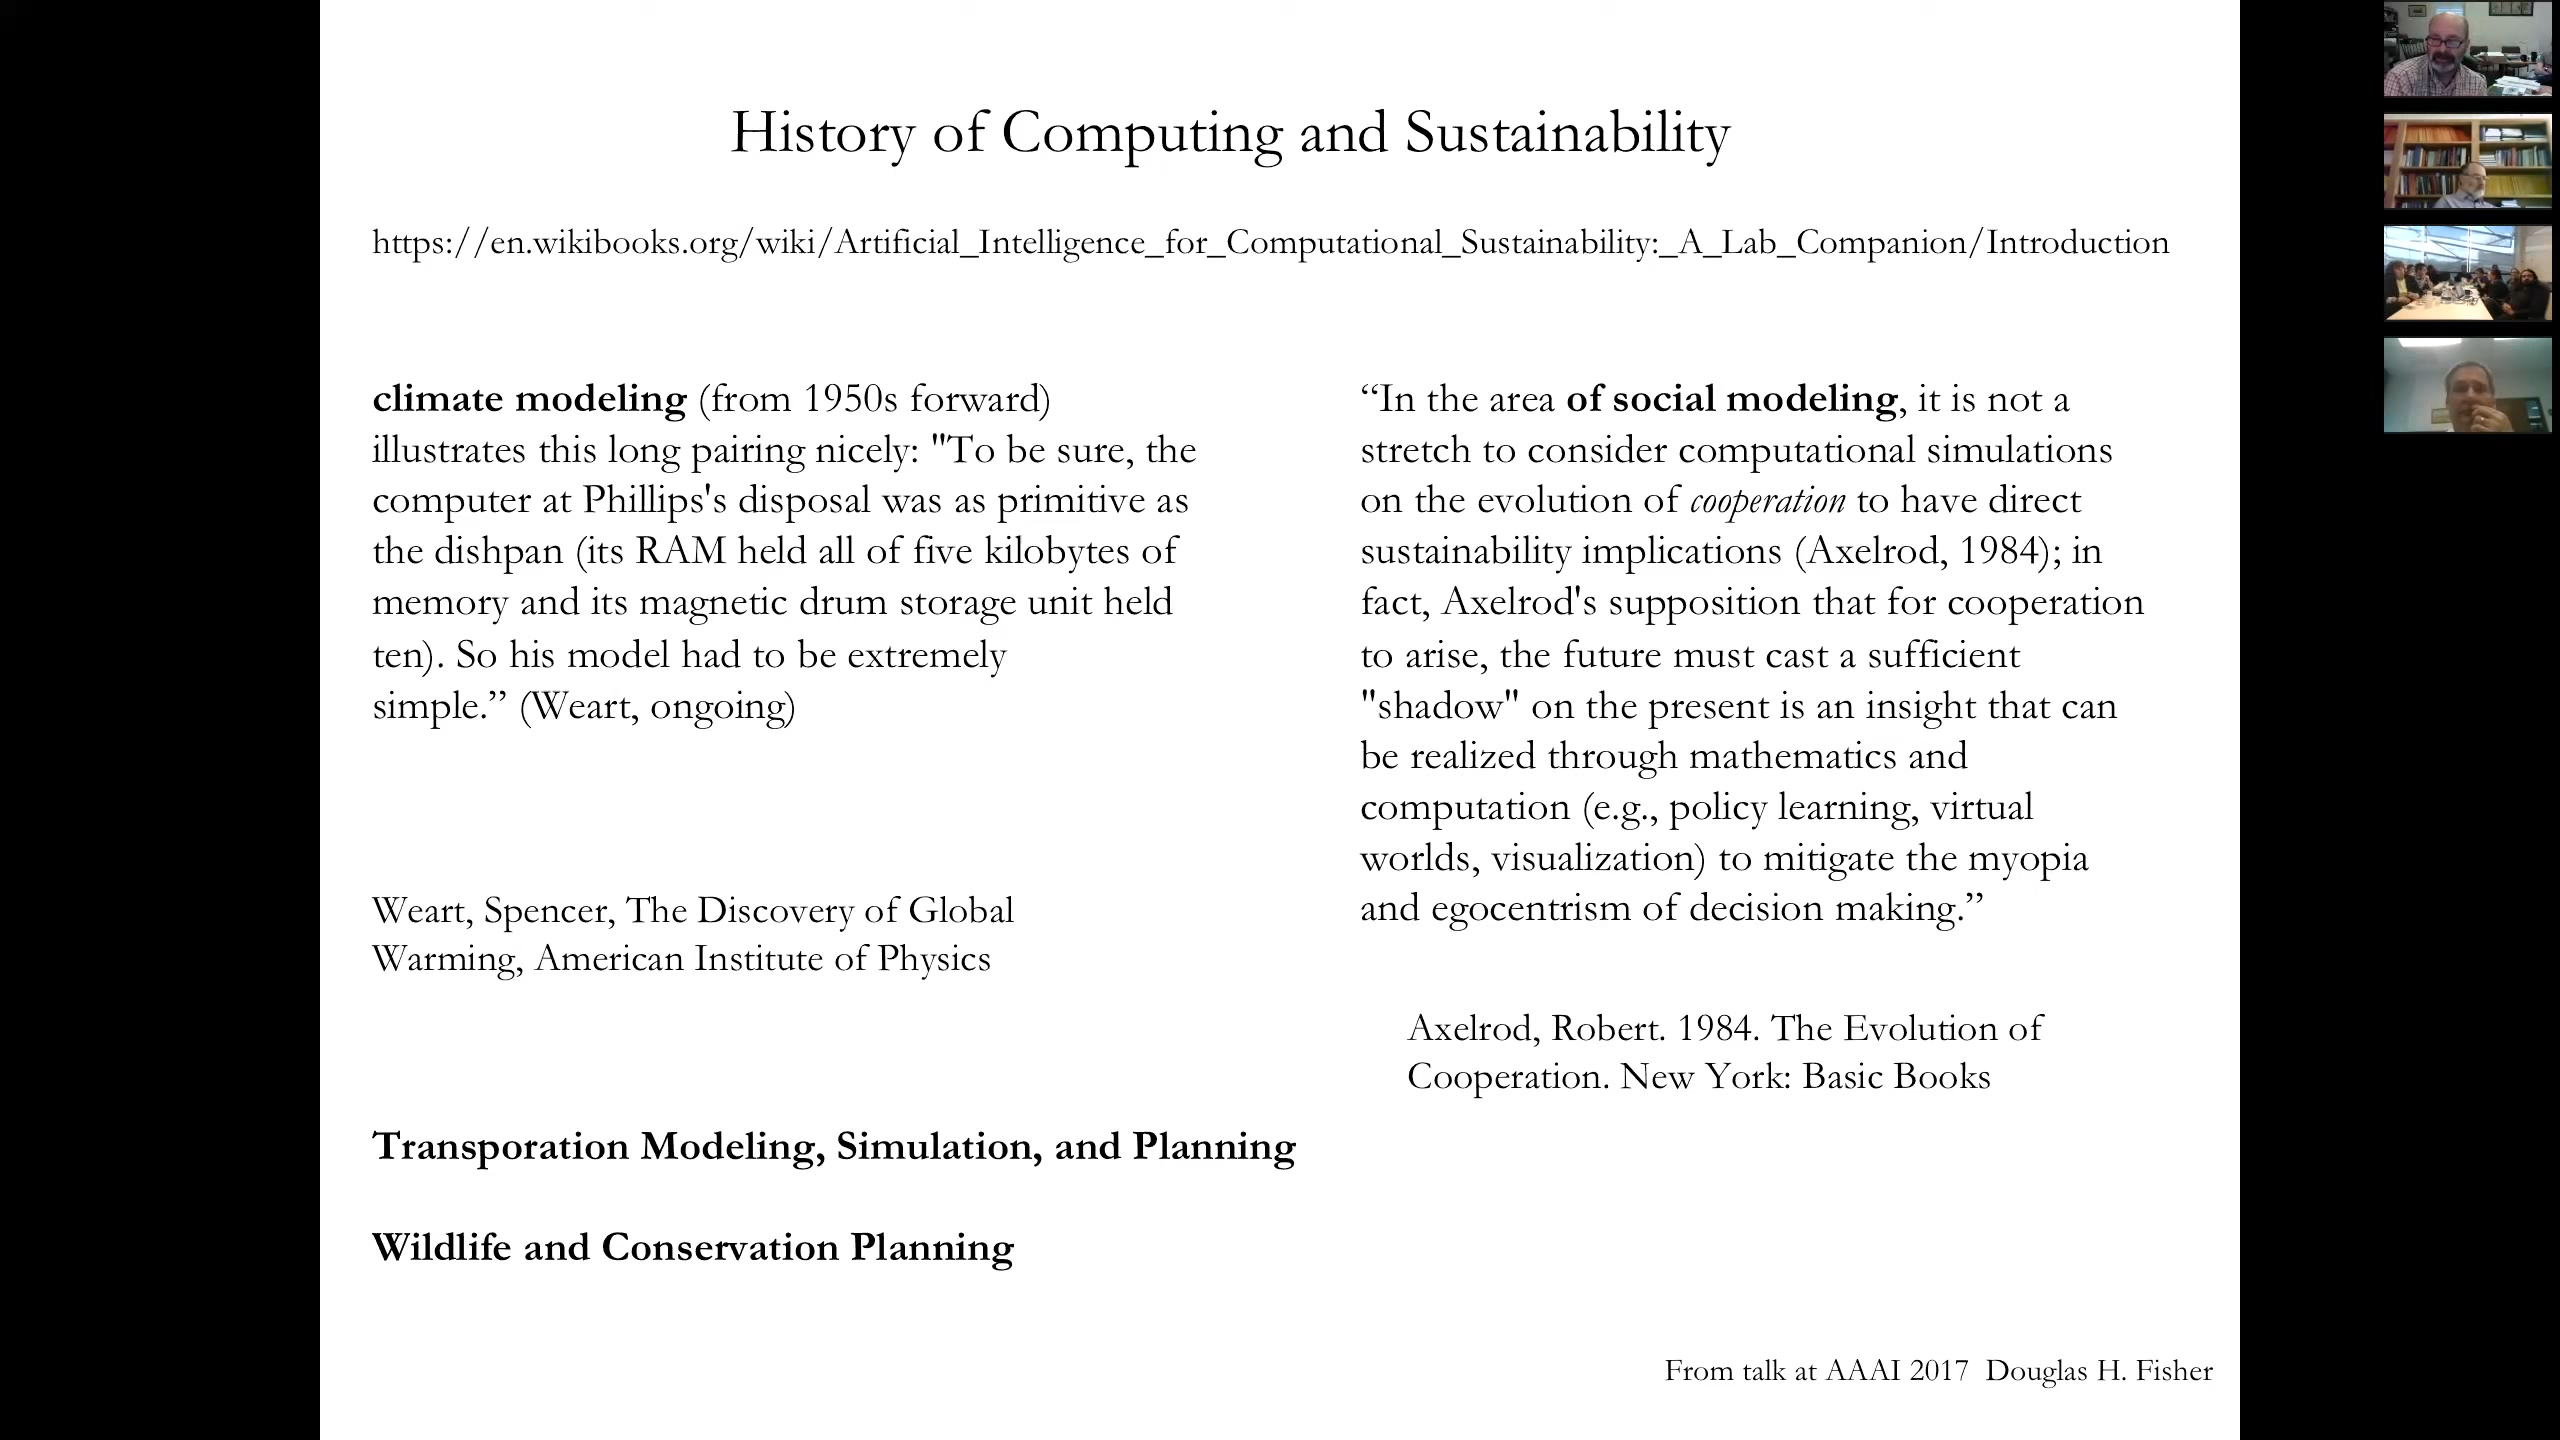 History of Computing and Sustainability
https://en.wikibooks.org/wiki/Artificial_Intelligence_for_Computational_Sustainability:_A_Lab_Companion/Introduction
climate modeling (from 1950s forward)
illustrates this long pairing nicely: "To be sure, the
computer at Phillips's disposal was as primitive as
the dishpan (its RAM held all of five kilobytes of
memory and its magnetic drum storage unit held
ten). So his model had to be extremely
simple.” (Weart, ongoing)
Weart, Spencer, The Discovery of Global
Warming, American Institute of Physics
Transporation Modeling, Simulation, and Planning
Wildlife and Conservation Planning
“In the area of social modeling, it is not a
stretch to consider computational simulations
on the evolution of cooperation to have direct
sustainability implications (Axelrod, 1984); in
fact, Axelrod's supposition that for cooperation
to arise, the future must cast a sufficient
"shadow" on the present is an insight that can
be realized through mathematics and
computation (e.g., policy learning, virtual
worlds, visualization) to mitigate the myopia
and egocentrism of decision making.”
Axelrod, Robert. 1984. The Evolution of
Cooperation. New York: Basic Books
From talk at AAAI 2017 Douglas H. Fisher